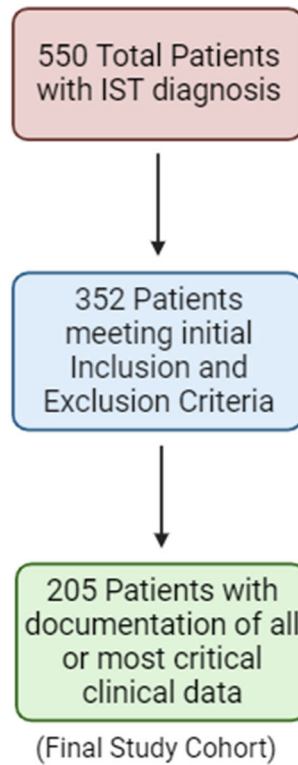 550 Total Patients
with IST diagnosis
352 Patients
meeting initial
Inclusion and
Exclusion Criteria
205 Patients with
documentation of all
or most critical
clinical data
(Final Study Cohort)